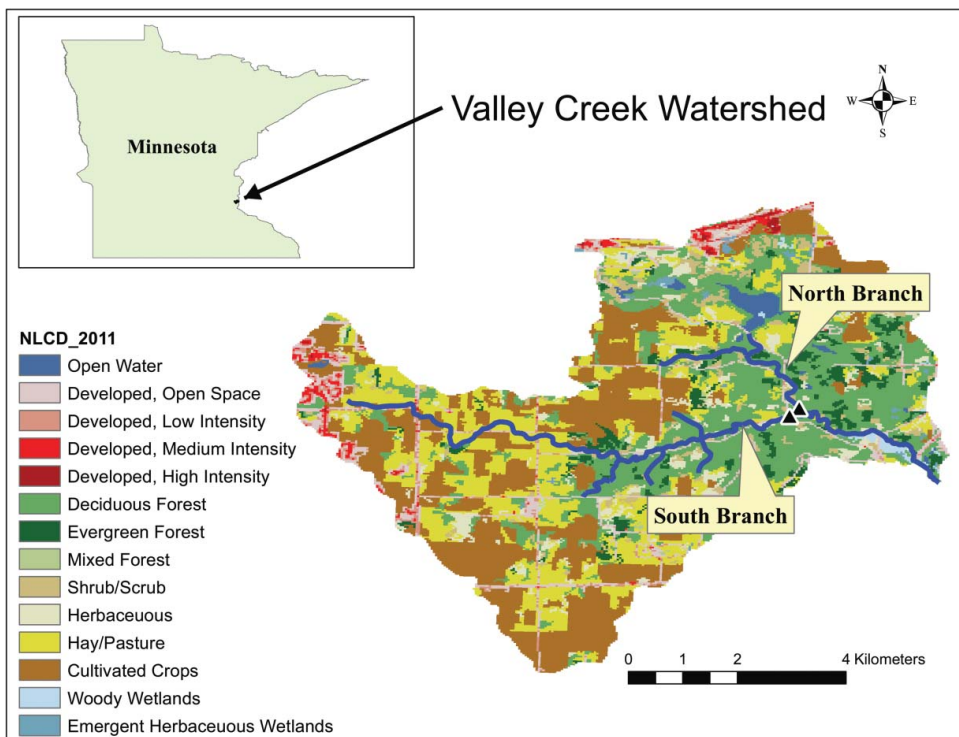 Minnesota
Valley Creek Watershed
N
W E
S
North Branch
South Branch
NLCD_2011
Open Water
Developed, Open Space
Developed, Low Intensity
Developed, Medium Intensity
Developed, High Intensity
Deciduous Forest
Evergreen Forest
Mixed Forest
Shrub/Scrub
Herbaceuous
Hay/Pasture
Cultivated Crops
Woody Wetlands
Emergent Herbaceuous Wetlands
0 1 2 4 Kilometers